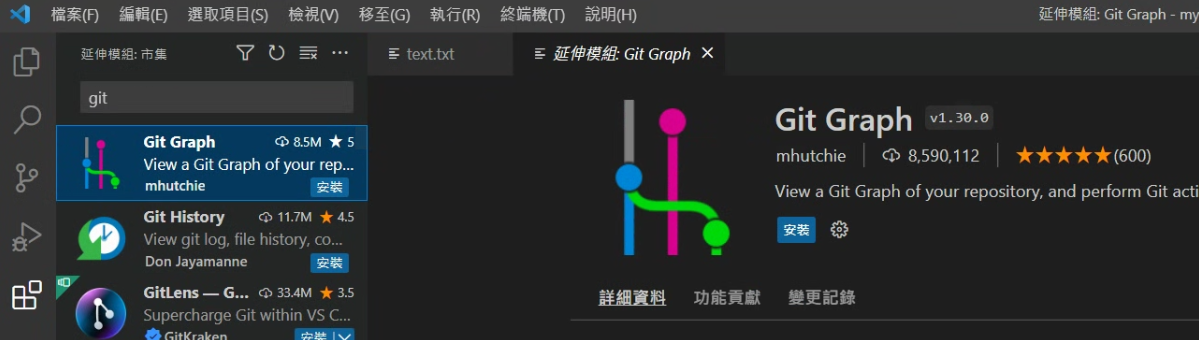 檔案(F) 編輯(E) 選取項目(S) 檢視(V) 移至(G) 執行(R) 終端機(T) 說明(H) 延伸模組: Git Graph - my
延伸模組: 市集
text.txt
延伸模組: Git Graph
git
Git Graph 8.5M 5
View a Git Graph of your rep...
mhutchie 安裝
Git History 11.7M 4.5
View git log, file history, co...
Don Jayamanne 安裝
GitLens — G... 33.4M 3.5
Supercharge Git within VS C...
GitKraken 安裝
Git Graph v1.30.0
mhutchie 8,590,112 (600)
View a Git Graph of your repository, and perform Git acti
安裝
詳細資料 功能貢獻 變更記錄